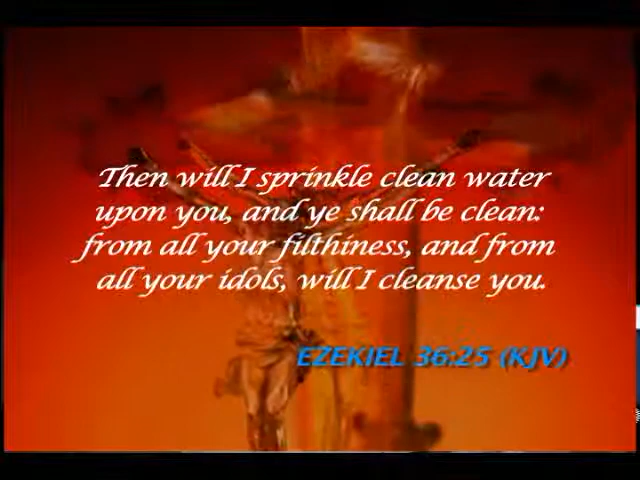 Then will I sprinkle clean water
upon you, and ye shall be clean:
from all your filthiness, and from
all your idols, will I cleanse you.
EZEKIEL 36:25 (KJV)